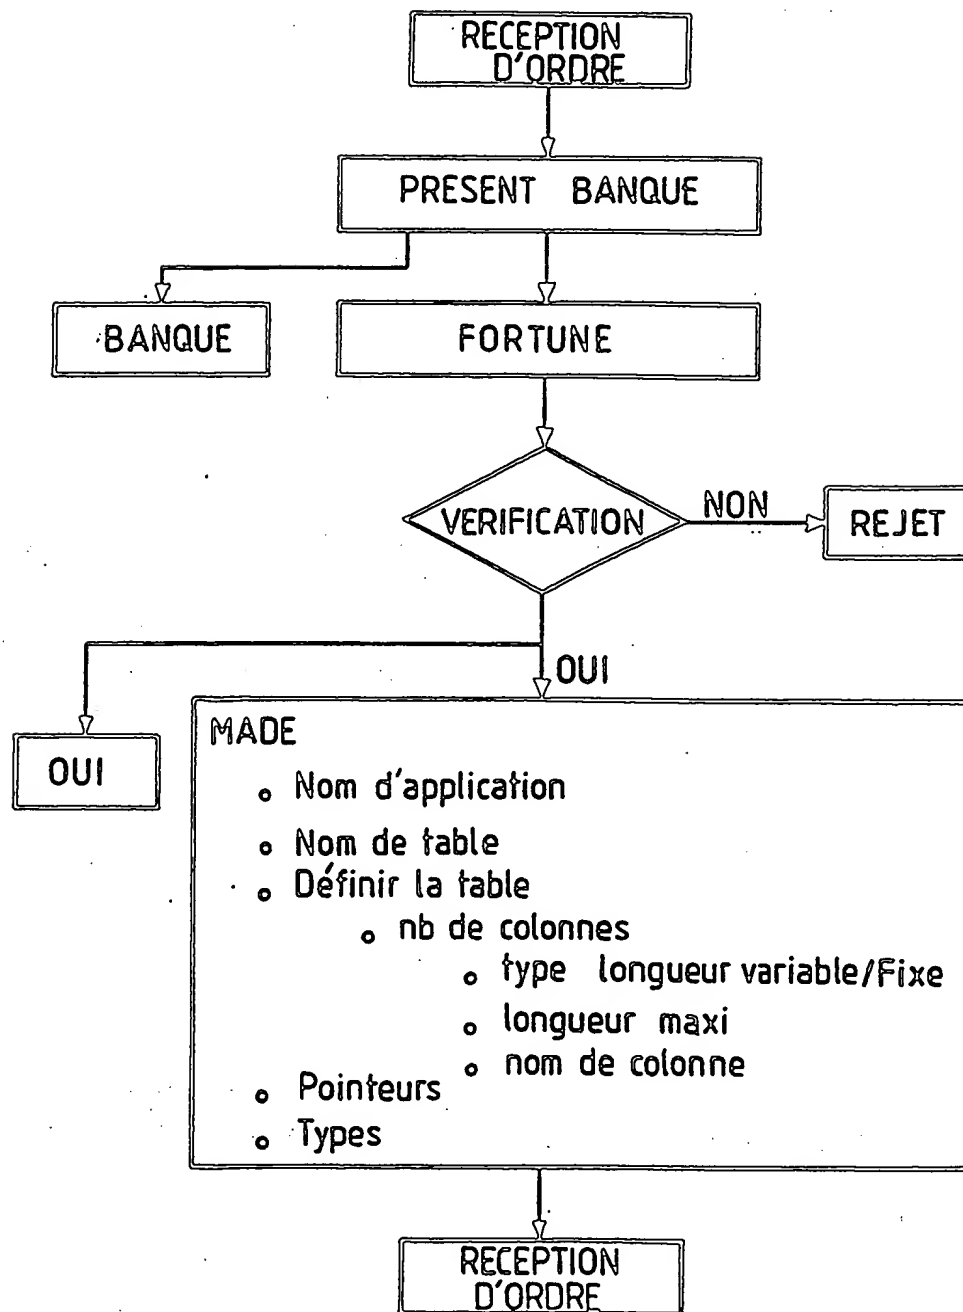 RECEPTION
D'ORDRE
PRESENT BANQUE
BANQUE
FORTUNE
VERIFICATION
NON
REJET
OUI
OUI
MADE
Nom d'application
Nom de table
Définir la table
nb de colonnes
type longueur variable/Fixe
longueur maxi
nom de colonne
Pointeurs
Types
RECEPTION
D'ORDRE